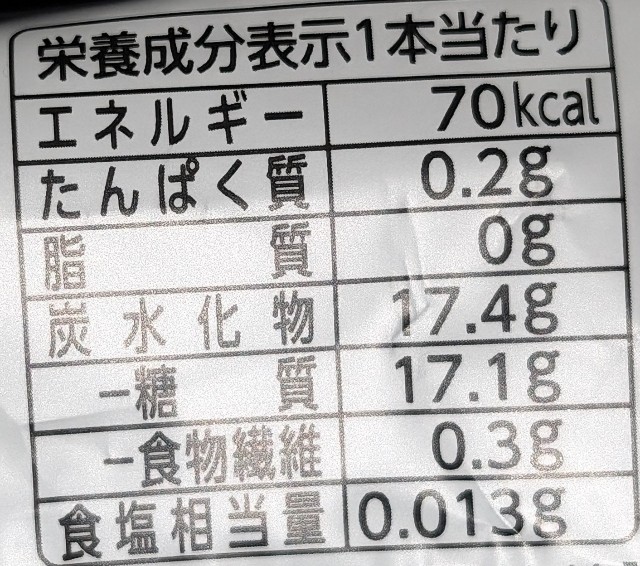 栄養成分表示1本当たり
エネルギー 70kcal
たんぱく質 0.2g
脂質 0g
炭水化物 17.4g
−糖質 17.1g
−食物繊維 0.3g
食塩相当量 0.013g